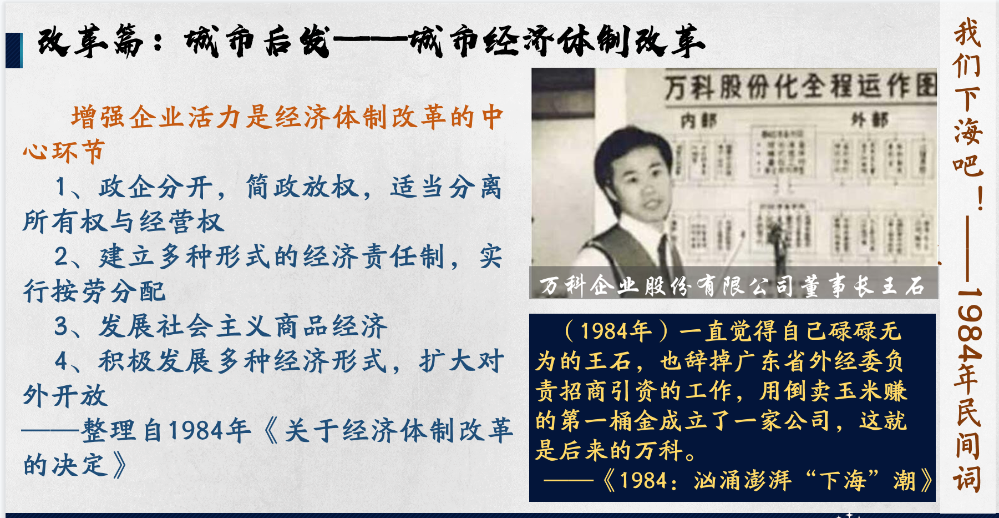 改革篇：城市后发——城市经济体制改革
增强企业活力是经济体制改革的中
心环节
1、政企分开，简政放权，适当分离
所有权与经营权
2、建立多种形式的经济责任制，实
行按劳分配
3、发展社会主义商品经济
4、积极发展多种经济形式，扩大对
外开放
——整理自1984年《关于经济体制改革
的决定》
万科股份化全程运作图
内部
外部
万科企业股份有限公司董事长王石
（1984年）一直觉得自己碌碌无
为的王石，也辞掉广东省外经委负
责招商引资的工作，用倒卖玉米赚
的第一桶金成立了一家公司，这就
是后来的万科。
——《1984：汹涌澎湃“下海”潮》
我们下海吧！——1984年民间词